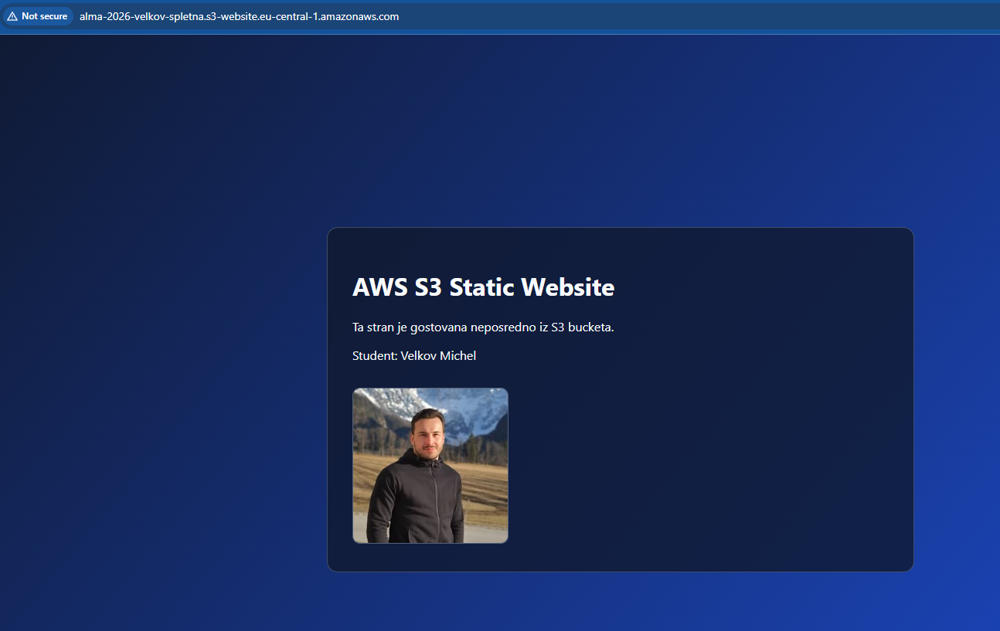 Not secure
alma-2026-velkov-spletna.s3-website.eu-central-1.amazonaws.com
AWS S3 Static Website
Ta stran je gostovana neposredno iz S3 bucketa.
Student: Velkov Michel